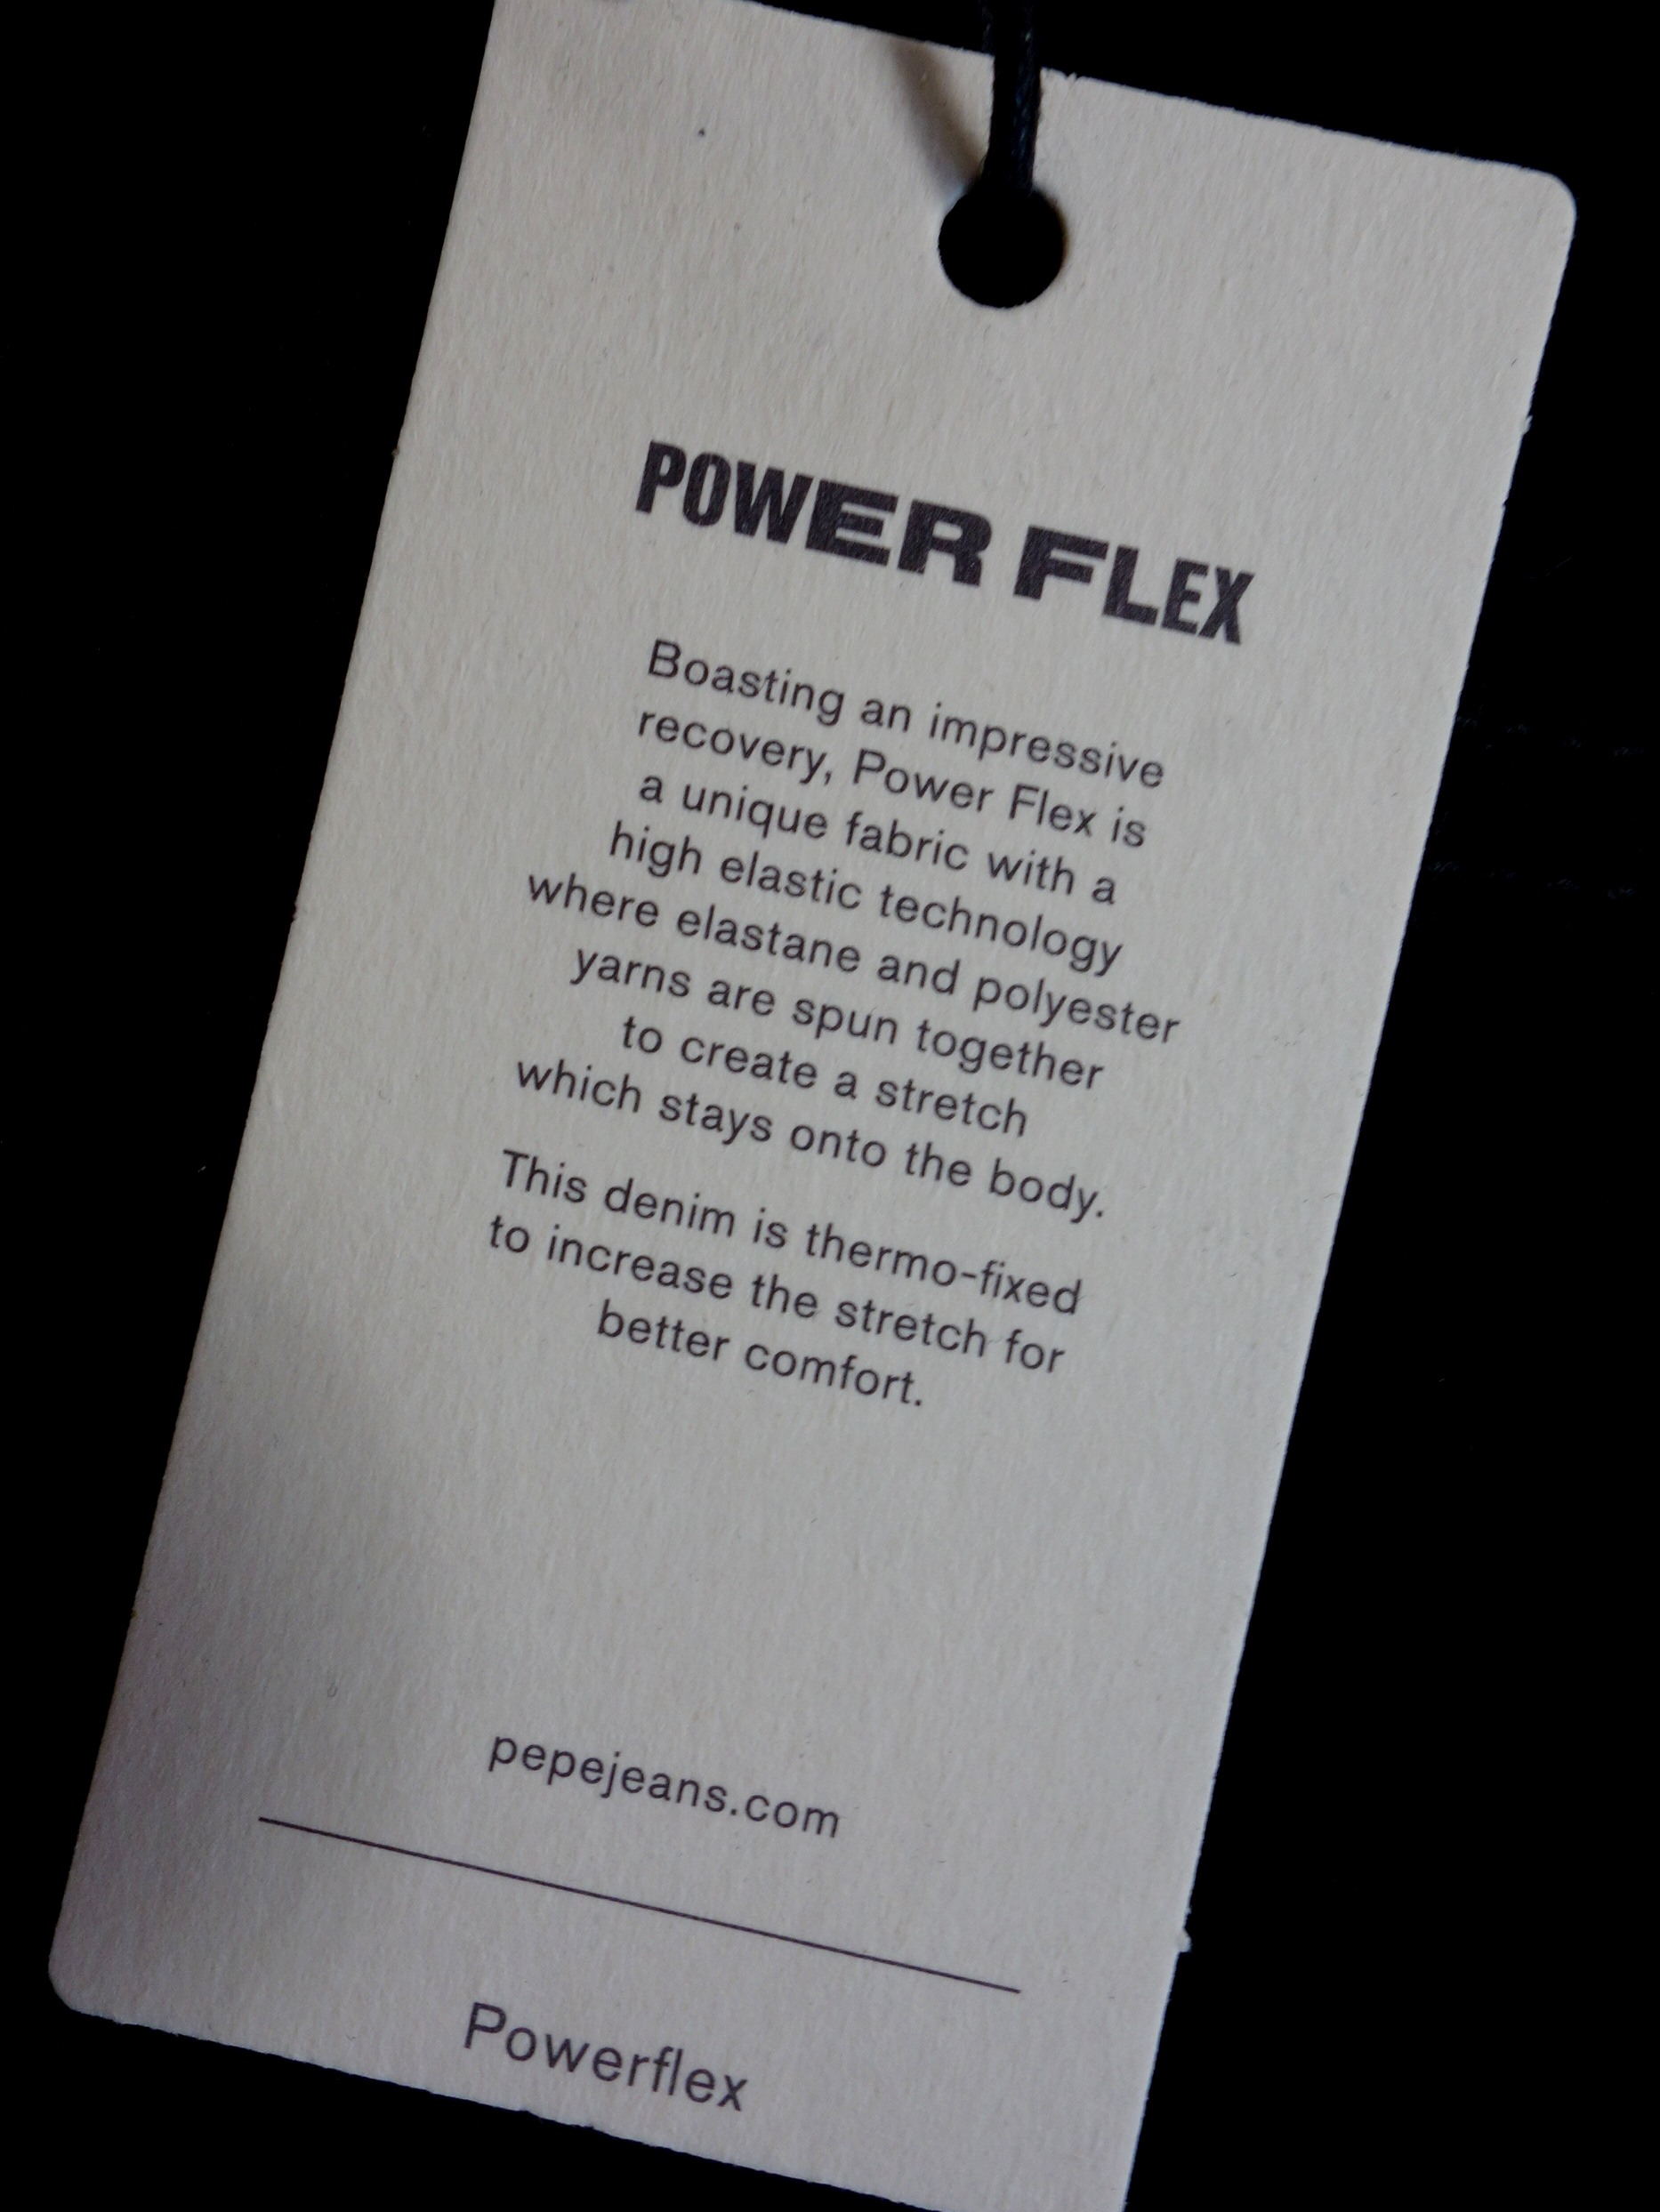 POWER FLEX
Boasting an impressive
recovery, Power Flex is
a unique fabric with a
high elastic technology
where elastane and polyester
yarns are spun together
to create a stretch
which stays onto the body.
This denim is thermo-fixed
to increase the stretch for
better comfort.
pepejeans.com
Powerflex